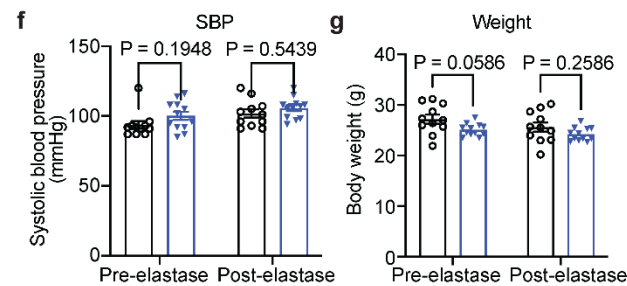 f
SBP
Systolic blood pressure
(mmHg)
150
100
50
0
P = 0.1948
P = 0.5439
Pre-elastase
Post-elastase
g
Weight
Body weight (g)
40
30
20
10
0
P = 0.0586
P = 0.2586
Pre-elastase
Post-elastase